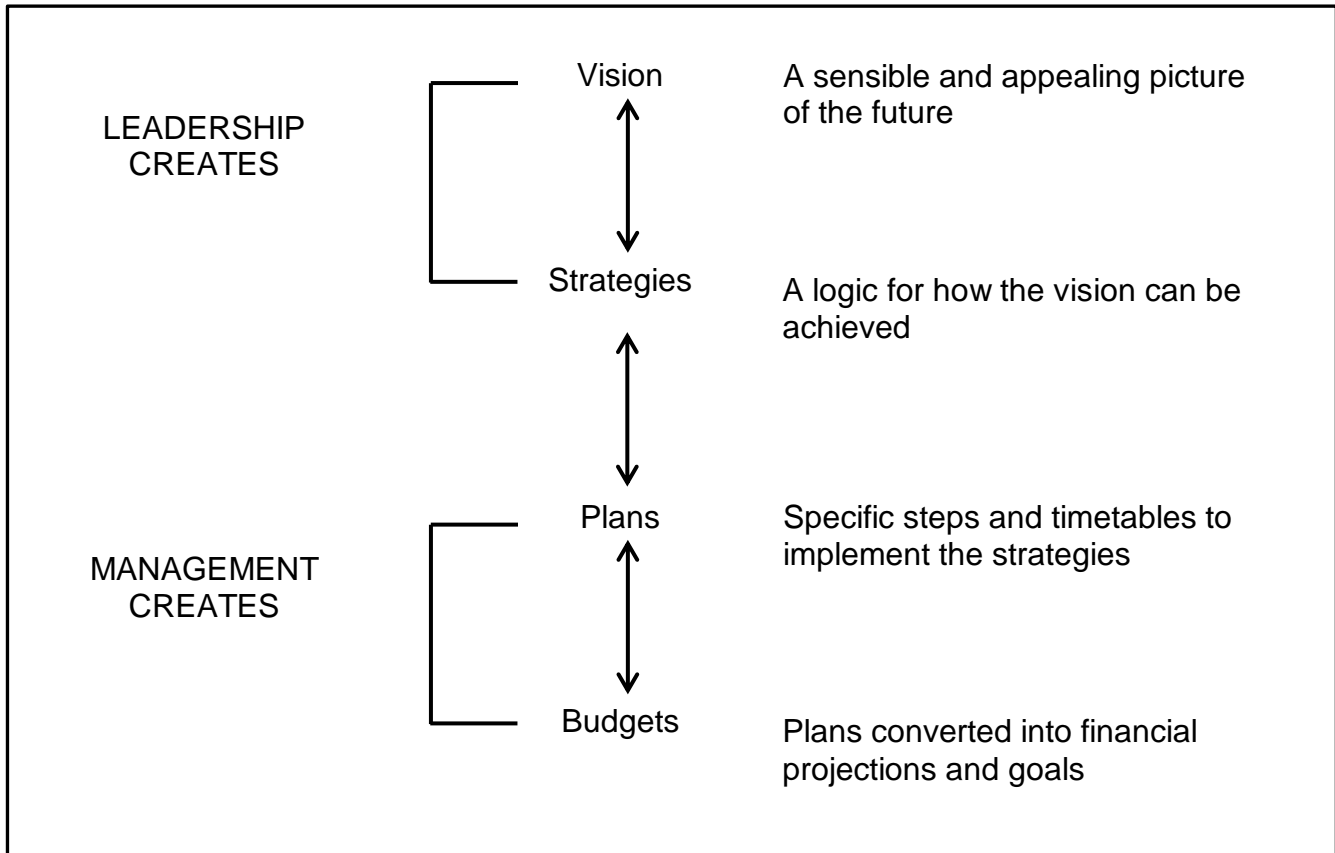 Vision
A sensible and appealing picture
of the future
LEADERSHIP
CREATES
Strategies
A logic for how the vision can be
achieved
Plans
Specific steps and timetables to
implement the strategies
MANAGEMENT
CREATES
Budgets
Plans converted into financial
projections and goals